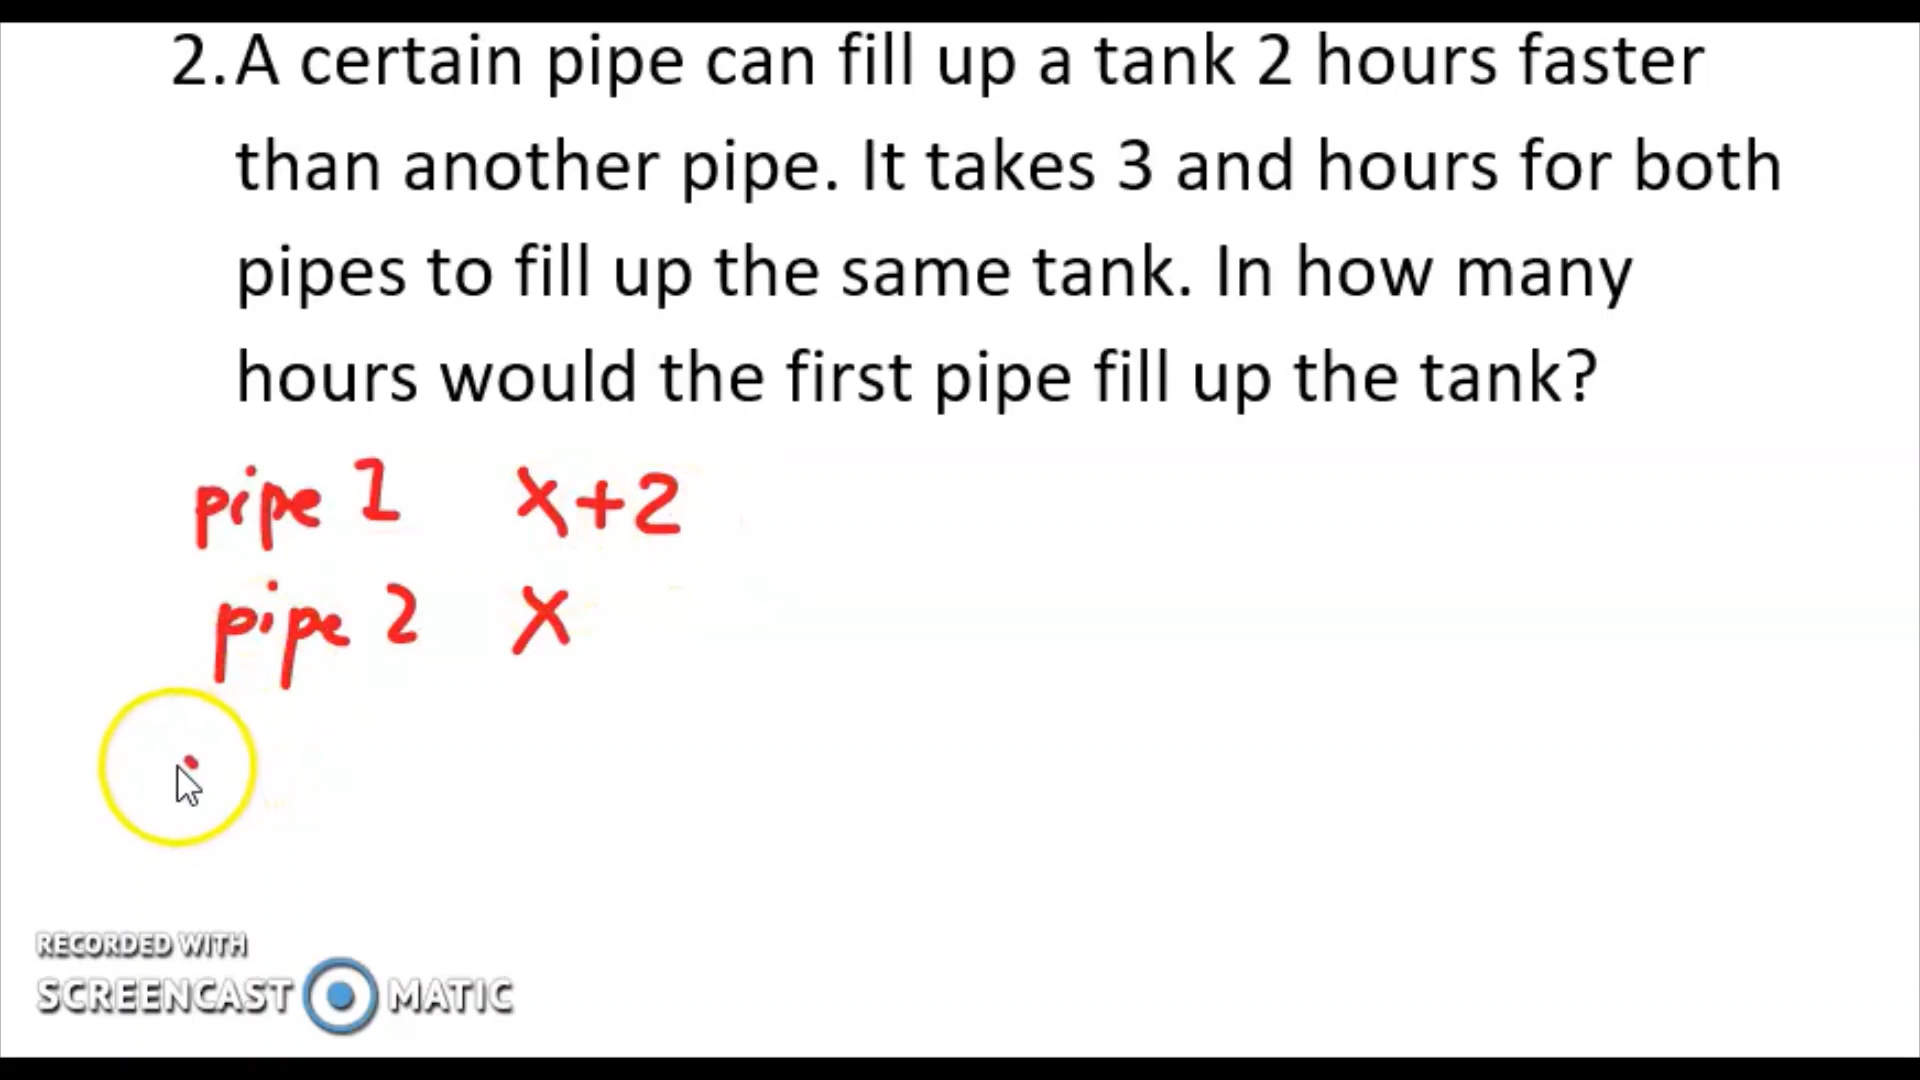 2. A certain pipe can fill up a tank 2 hours faster
than another pipe. It takes 3 and hours for both
pipes to fill up the same tank. In how many
hours would the first pipe fill up the tank?
pipe 1 x+2
pipe 2 x
RECORDED WITH
SCREENCAST MATIC